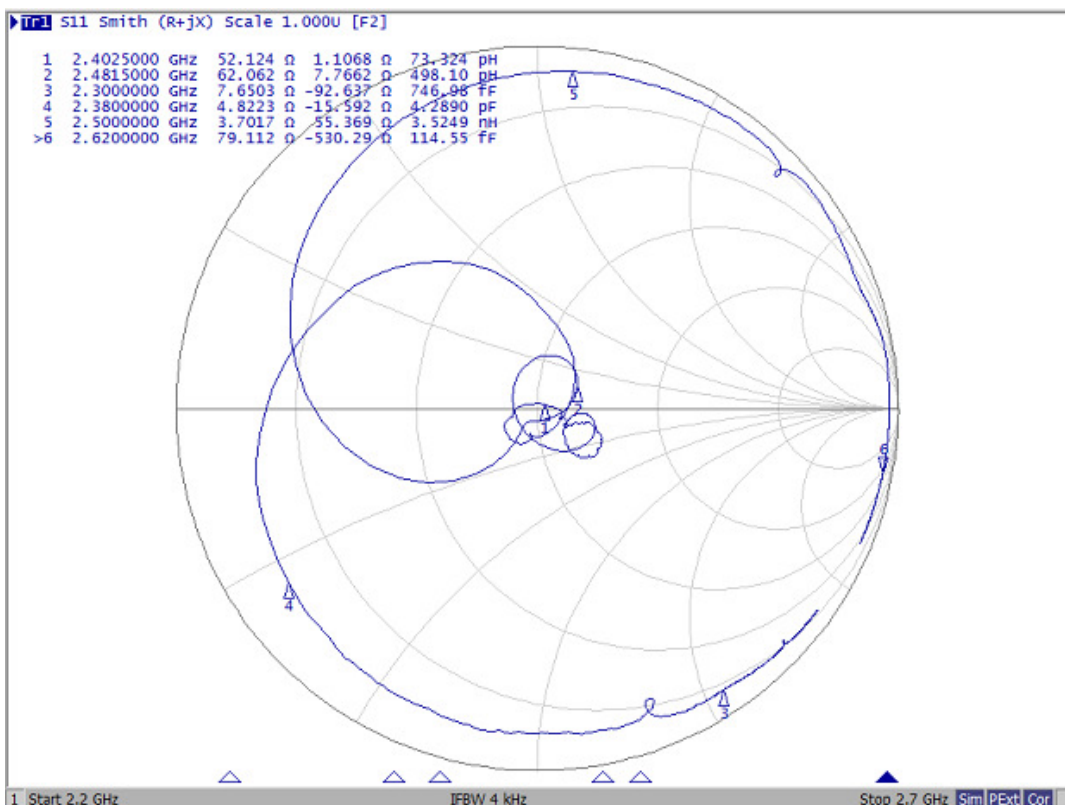 Tr1 S11 Smith (R+jX) Scale 1.000U [F2]
1 2.4025000 GHz 52.124 Ω 1.1068 Ω 73.324 pH
2 2.4815000 GHz 62.062 Ω 7.7662 Ω 498.10 pH
3 2.3000000 GHz 7.6503 Ω -92.637 Ω 746.98 fF
4 2.3800000 GHz 4.8223 Ω -15.592 Ω 4.2890 pF
5 2.5000000 GHz 3.7017 Ω 55.369 Ω 3.5249 nH
>6 2.6200000 GHz 79.112 Ω -530.29 Ω 114.55 fF
5
2
1
6
4
3
1 Start 2.2 GHz IFBW 4 kHz Stop 2.7 GHz Sim PExt Cor